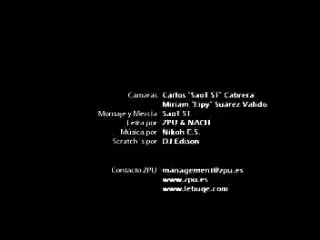 Cámaras Carlos "SaoT ST" Cabrera
Miriam "Eipy" Suárez Valido
Montaje y Mezcla SaoT ST
Letra por ZPU & NACH
Música por Nikoh E.S.
Scratch´s por DJ Edison
Contacto ZPU management@zpu.es
www.zpu.es
www.lebuqe.com